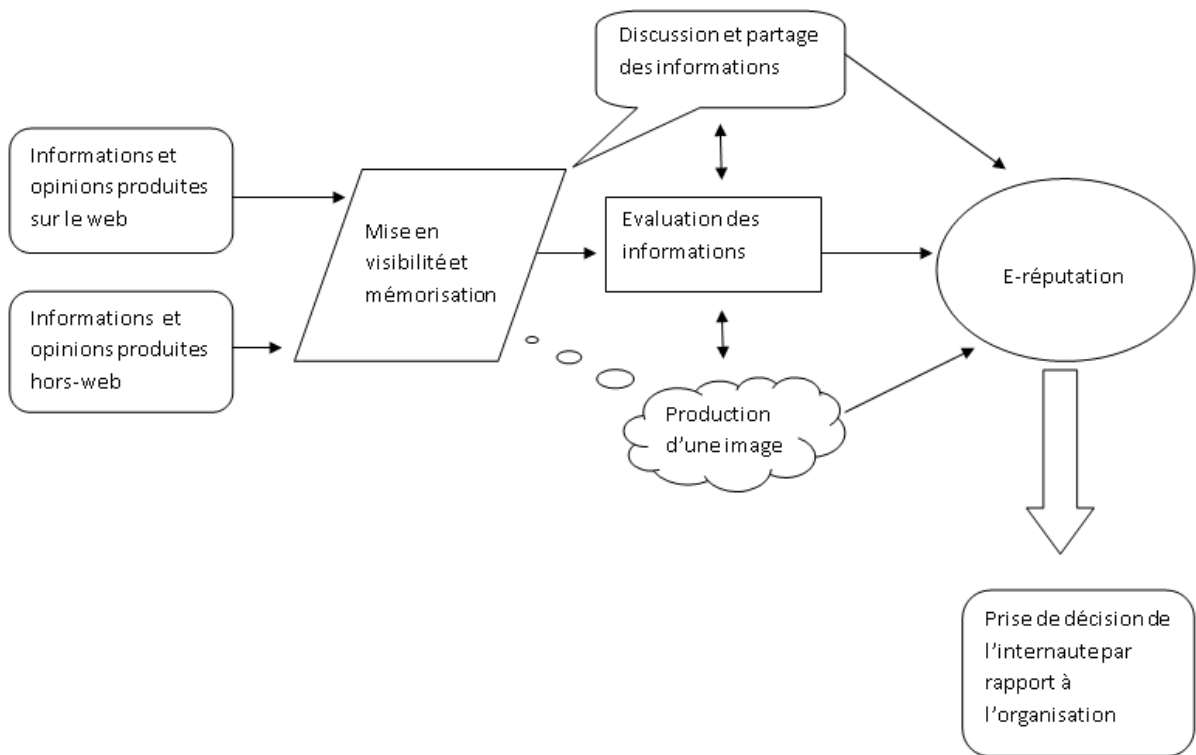 Discussion et partage
des informations
Informations et
opinions produites
sur le web
Mise en
visibilité et
mémorisation
Evaluation des
informations
E-réputation
Informations et
opinions produites
hors-web
Production
d'une image
Prise de décision de
l'internaute par
rapport à
l'organisation